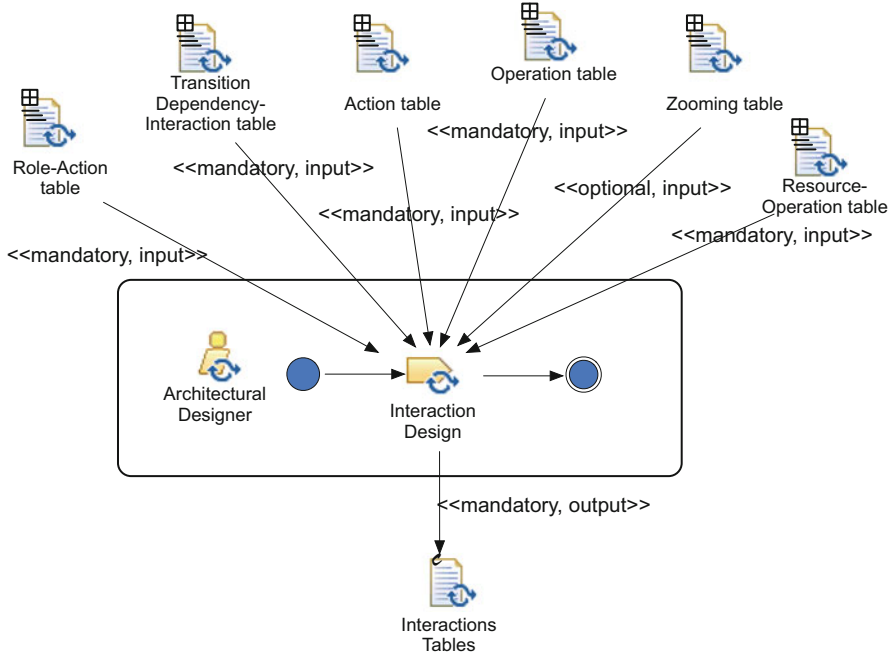 Transition
Dependency-
Interaction table
Action table
Operation table
Zooming table
Role-Action
table
Resource-
Operation table
<<mandatory, input>>
<<mandatory, input>>
<<optional, input>>
<<mandatory, input>>
<<mandatory, input>>
<<mandatory, input>>
Architectural
Designer
Interaction
Design
<<mandatory, output>>
Interactions
Tables